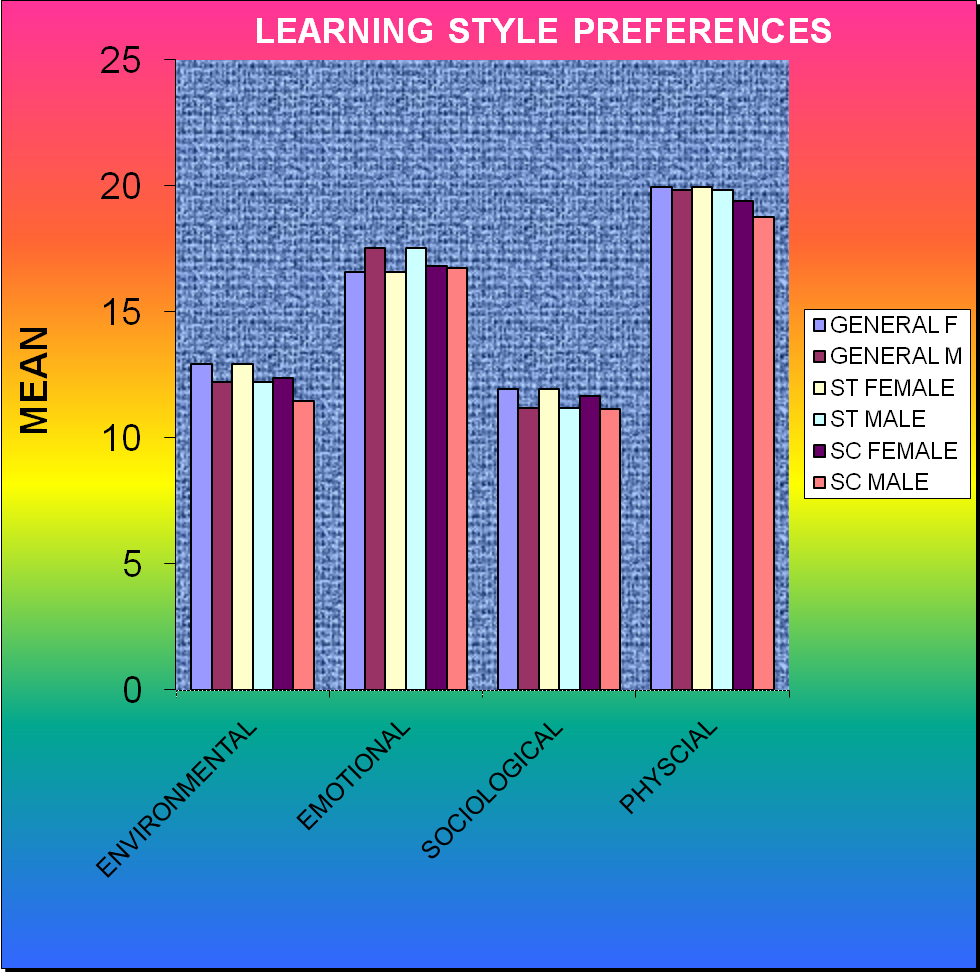 LEARNING STYLE PREFERENCES
25
20
15
10
5
0
MEAN
ENVIRONMENTAL
EMOTIONAL
SOCIOLOGICAL
PHYSCIAL
GENERAL F
GENERAL M
ST FEMALE
ST MALE
SC FEMALE
SC MALE